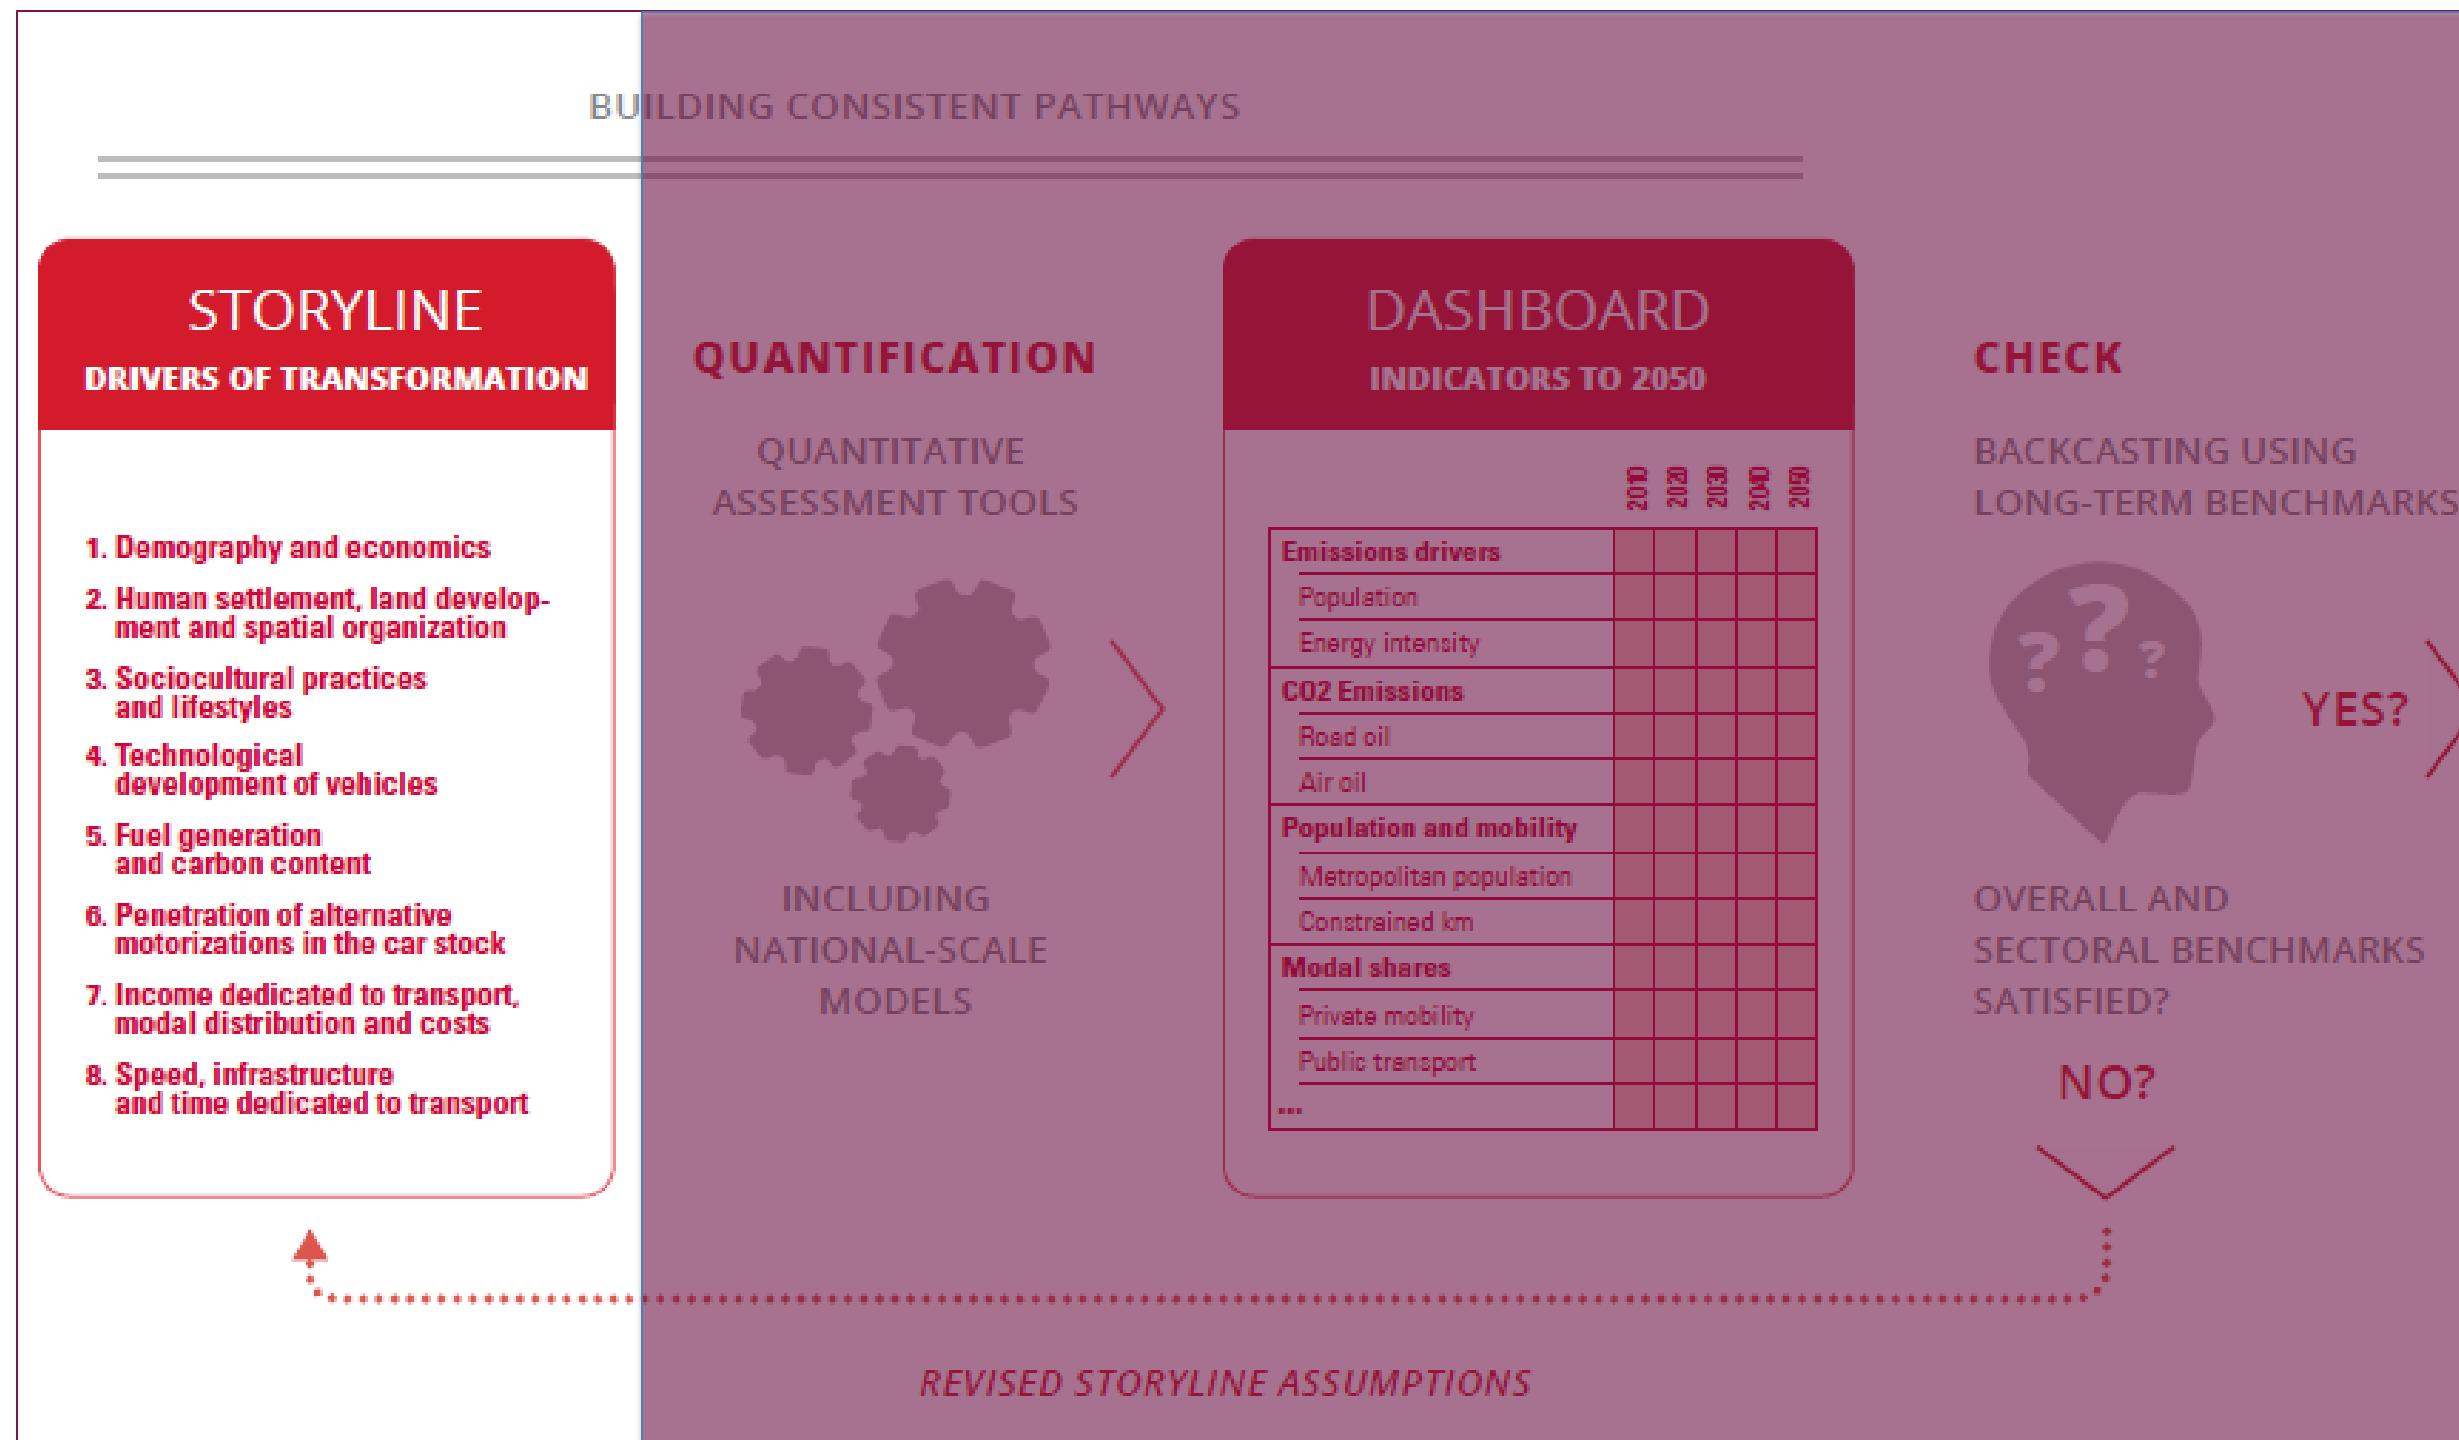 BUILDING CONSISTENT PATHWAYS
STORYLINE
DRIVERS OF TRANSFORMATION
1. Demography and economics
2. Human settlement, land develop-
ment and spatial organization
3. Sociocultural practices
and lifestyles
4. Technological
development of vehicles
5. Fuel generation
and carbon content
6. Penetration of alternative
motorizations in the car stock
7. Income dedicated to transport,
modal distribution and costs
8. Speed, infrastructure
and time dedicated to transport
QUANTIFICATION
QUANTITATIVE
ASSESSMENT TOOLS
INCLUDING
NATIONAL-SCALE
MODELS
DASHBOARD
INDICATORS TO 2050
2010 2020 2030 2040 2050
Emissions drivers
Population
Energy intensity
CO2 Emissions
Road oil
Air oil
Population and mobility
Metropolitan population
Constrained km
Modal shares
Private mobility
Public transport
...
CHECK
BACKCASTING USING
LONG-TERM BENCHMARKS
? ? ?
YES?
OVERALL AND
SECTORAL BENCHMARKS
SATISFIED?
NO?
REVISED STORYLINE ASSUMPTIONS